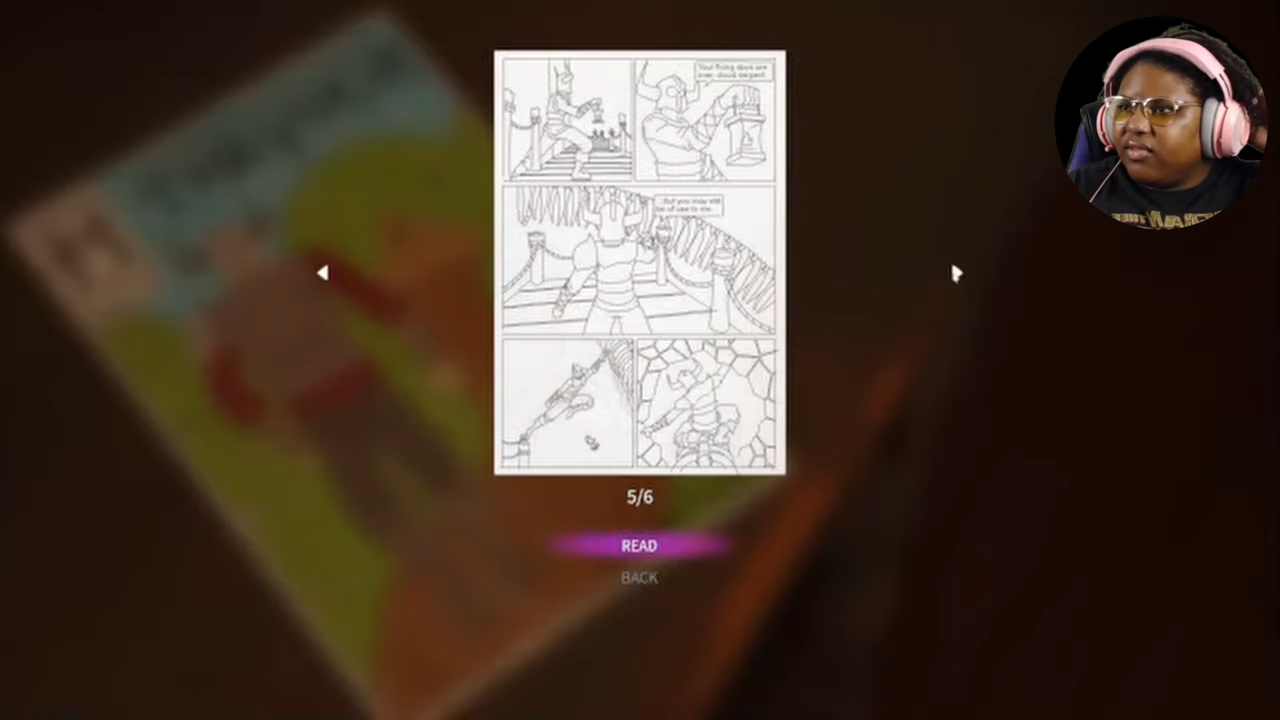 Your flying days are
over, cloud serpent.
...But you may still
be of use to me...
5/6
READ
BACK